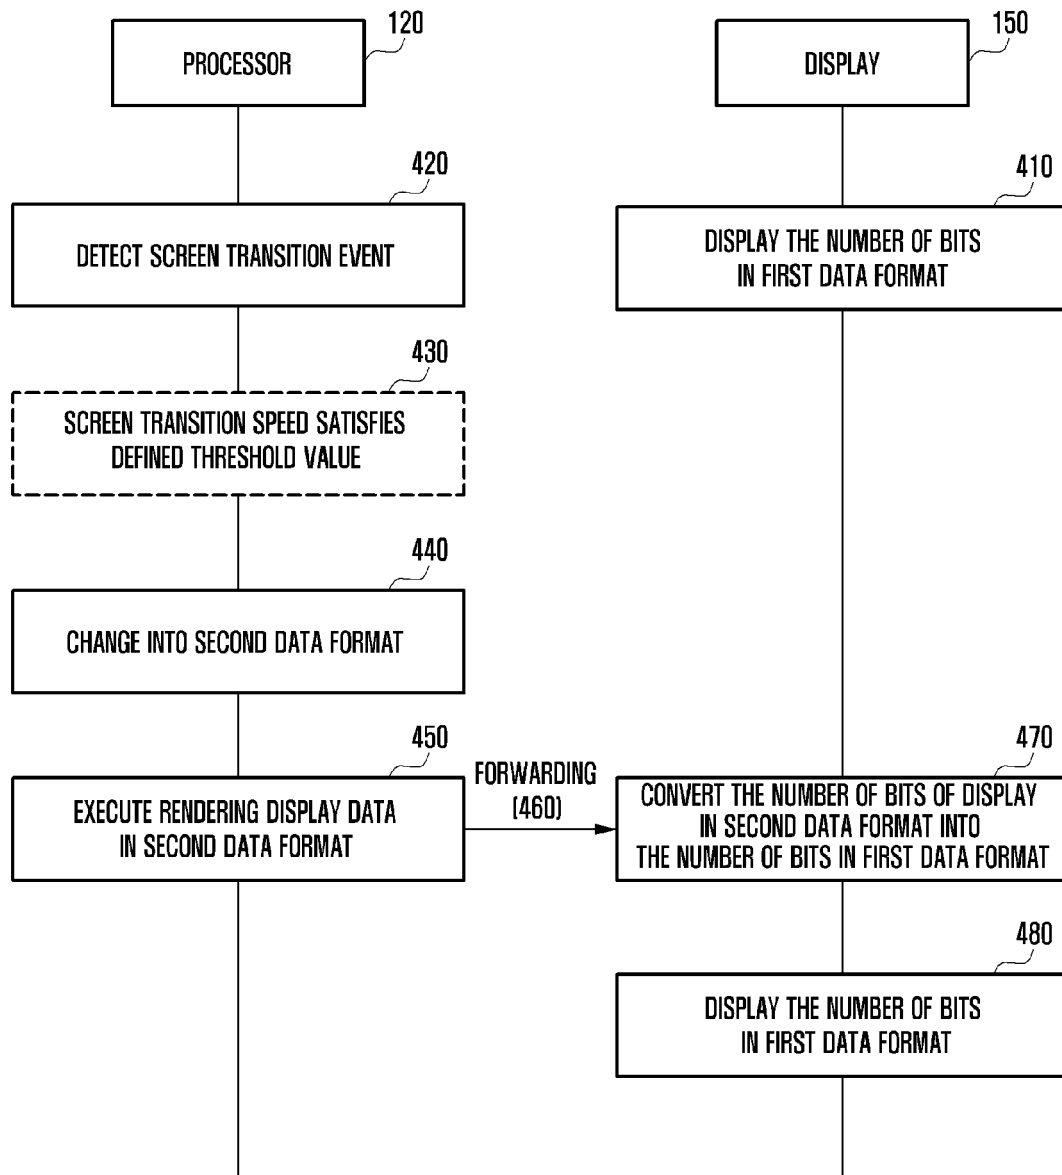 120
PROCESSOR
150
DISPLAY
420
DETECT SCREEN TRANSITION EVENT
410
DISPLAY THE NUMBER OF BITS
IN FIRST DATA FORMAT
430
SCREEN TRANSITION SPEED SATISFIES
DEFINED THRESHOLD VALUE
440
CHANGE INTO SECOND DATA FORMAT
450
EXECUTE RENDERING DISPLAY DATA
IN SECOND DATA FORMAT
FORWARDING
(460)
470
CONVERT THE NUMBER OF BITS OF DISPLAY
IN SECOND DATA FORMAT INTO
THE NUMBER OF BITS IN FIRST DATA FORMAT
480
DISPLAY THE NUMBER OF BITS
IN FIRST DATA FORMAT